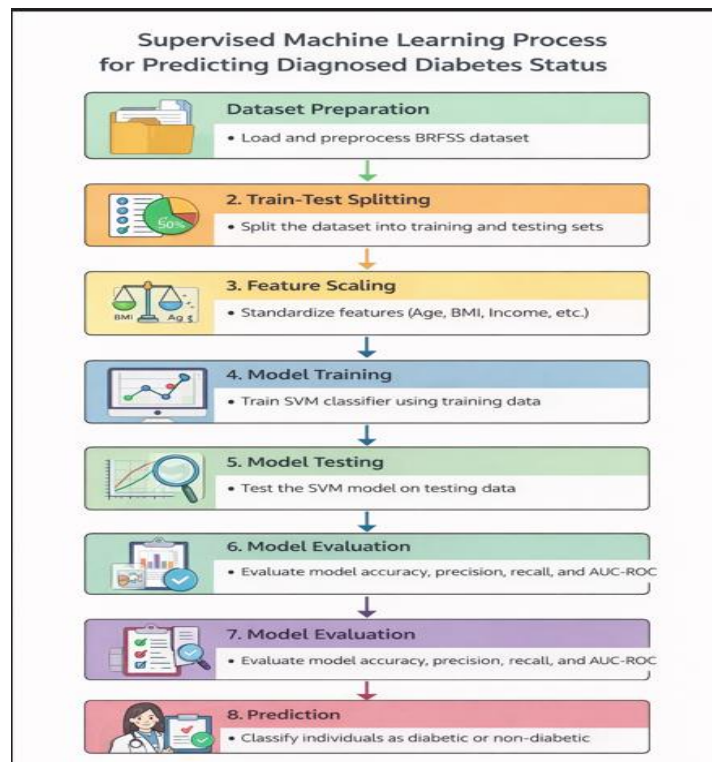 Supervised Machine Learning Process
for Predicting Diagnosed Diabetes Status
Dataset Preparation
• Load and preprocess BRFSS dataset
50%
2. Train-Test Splitting
• Split the dataset into training and testing sets
BMI Ag $
3. Feature Scaling
• Standardize features (Age, BMI, Income, etc.)
4. Model Training
• Train SVM classifier using training data
5. Model Testing
• Test the SVM model on testing data
6. Model Evaluation
• Evaluate model accuracy, precision, recall, and AUC-ROC
7. Model Evaluation
• Evaluate model accuracy, precision, recall, and AUC-ROC
8. Prediction
• Classify individuals as diabetic or non-diabetic